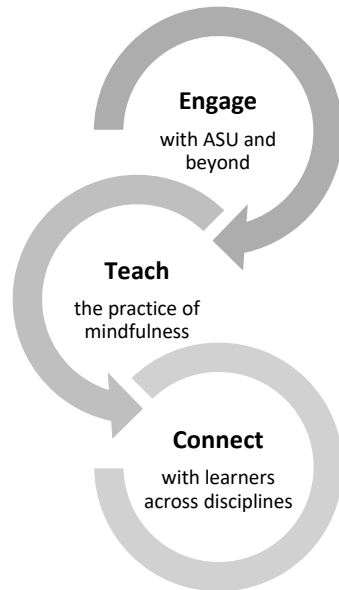 Engage
with ASU and
beyond
Teach
the practice of
mindfulness
Connect
with learners
across disciplines